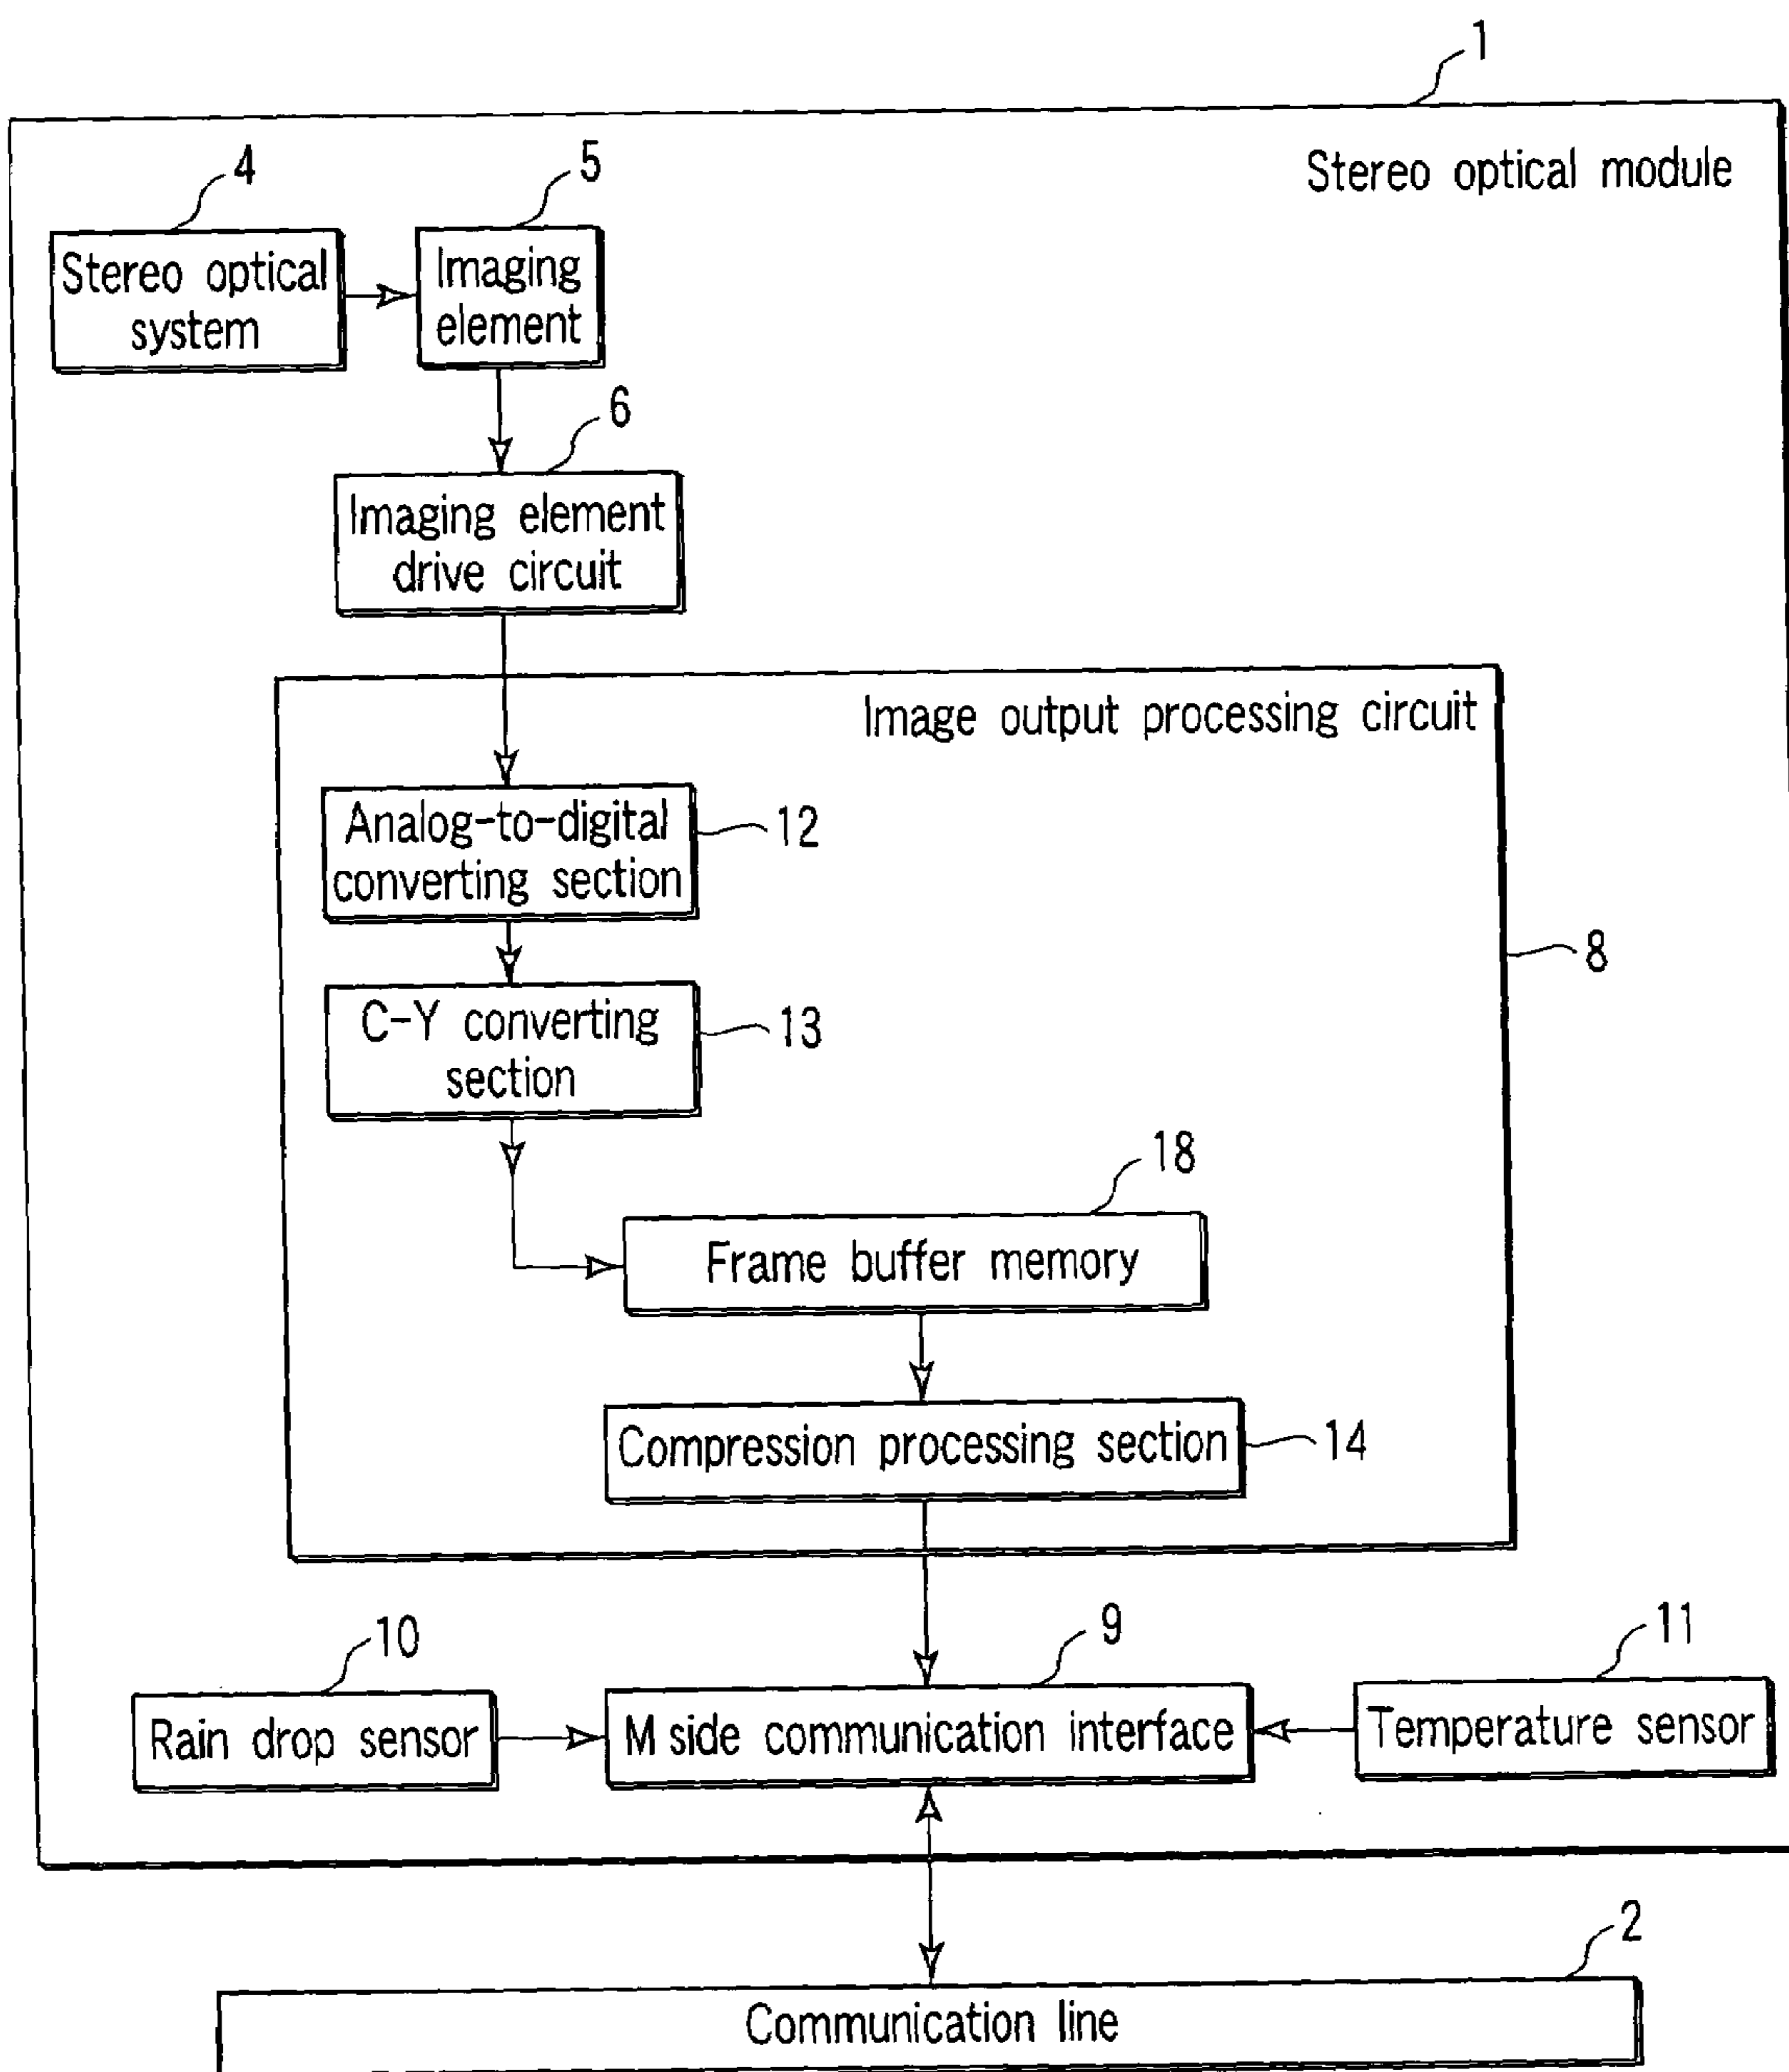 1
Stereo optical module
4
5
Stereo optical
system
Imaging
element
6
Imaging element
drive circuit
Image output processing circuit
Analog-to-digital
converting section
12
8
C-Y converting
section
13
18
Frame buffer memory
Compression processing section
14
10
9
11
Rain drop sensor
M side communication interface
Temperature sensor
2
Communication line